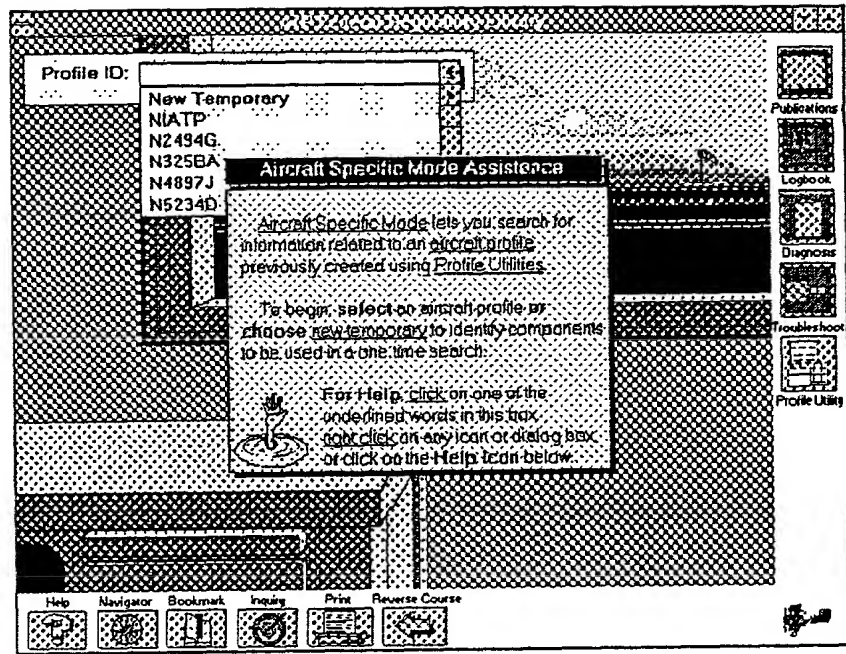 Profile ID:
New Temporary
NIATP
N2494G
N325BA
N4897J
N5234D
Aircraft Specific Mode Assistance
Aircraft Specific Mode lets you search for
information related to an aircraft profile
previously created using Profile Utilities.
To begin, select an aircraft profile or
choose new temporary to identify components
to be used in a one time search.
For Help, click on one of the
underlined words in this box,
right click on any icon or dialog box,
or click on the Help Icon below.
Publications
Logbook
Diagnosis
Troubleshoot
Profile Utility
Help
Navigator
Bookmark
Inquiry
Print
Reverse Course